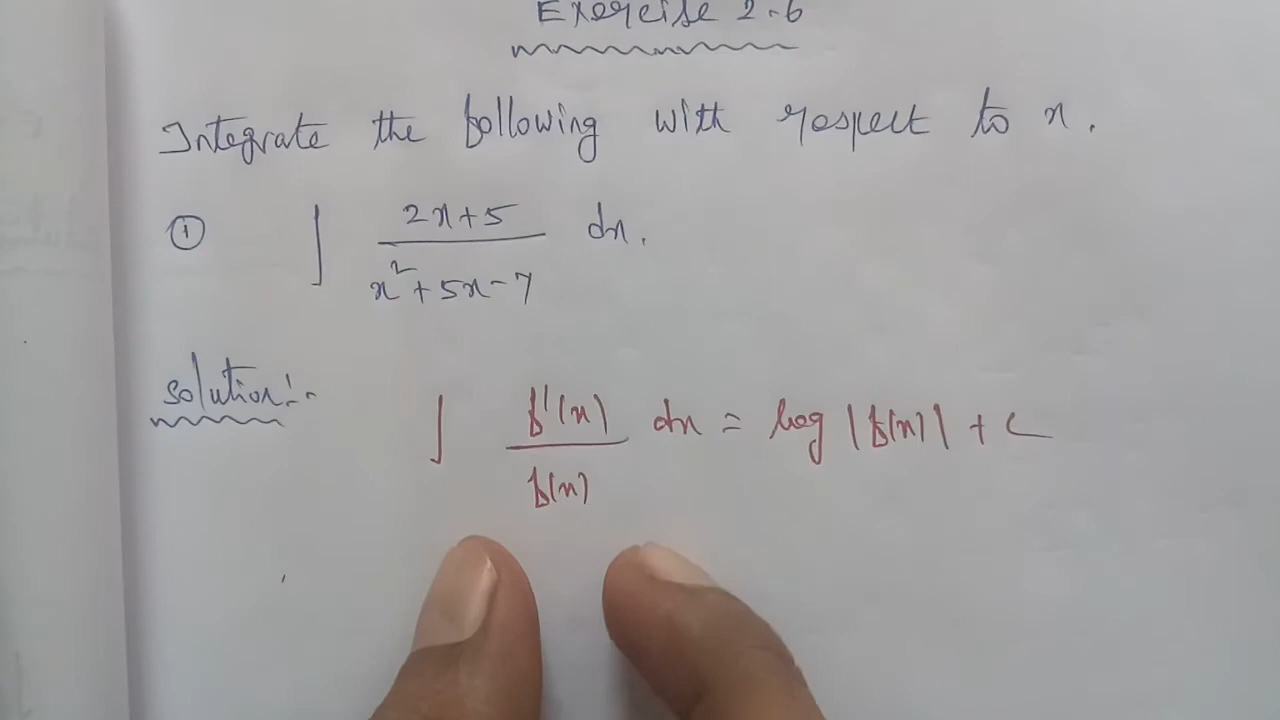 Exercise 2.6
Integrate the following with respect to x.
① ∫ (2x+5)/(x²+5x-7) dx.
Solution:-
∫ f'(x)/f(x) dx = log |f(x)| + c